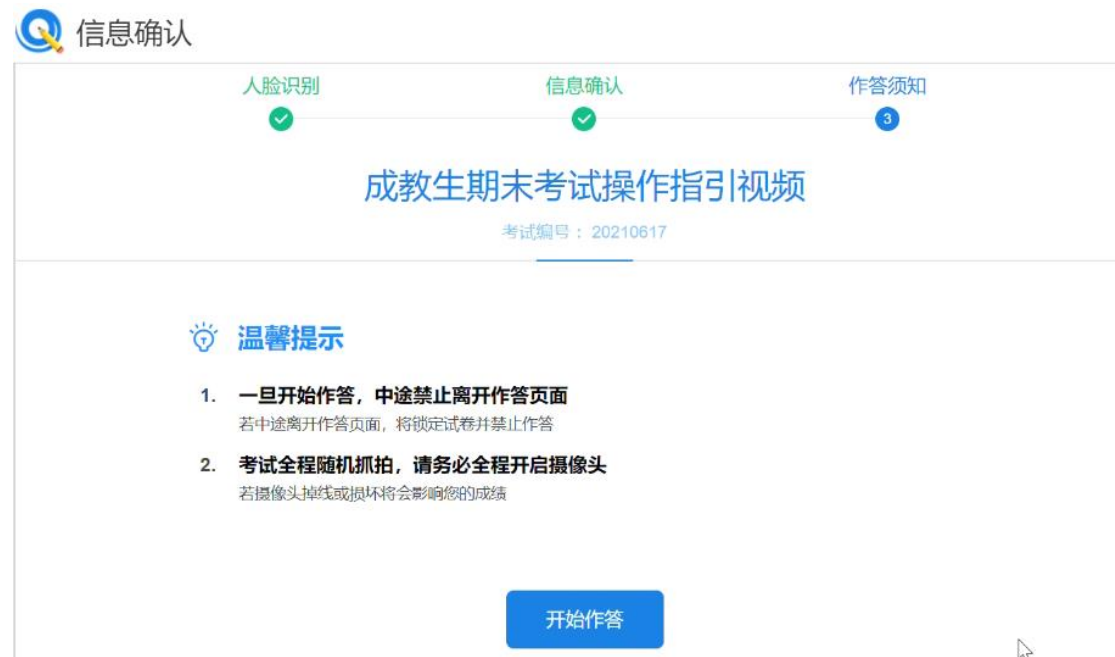 信息确认
人脸识别 信息确认 作答须知
3
成教生期末考试操作指引视频
考试编号： 20210617
温馨提示
1. 一旦开始作答，中途禁止离开作答页面
若中途离开作答页面，将锁定试卷并禁止作答
2. 考试全程随机抓拍，请务必全程开启摄像头
若摄像头掉线或损坏将会影响您的成绩
开始作答